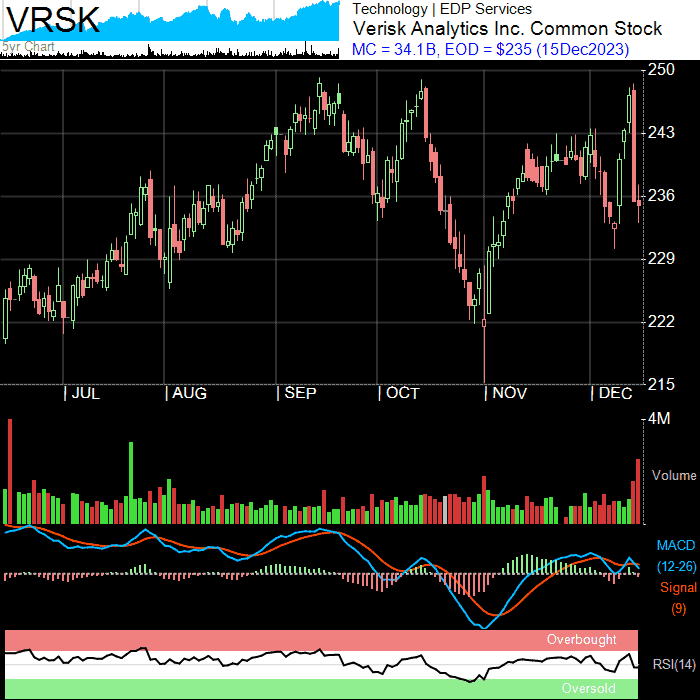 VRSK
5yr Chart
Technology | EDP Services
Verisk Analytics Inc. Common Stock
MC = 34.1B, EOD = $235 (15Dec2023)
250
243
236
229
222
215
| JUL | AUG | SEP | OCT | NOV | DEC
4M
Volume
MACD
(12-26)
Signal
(9)
Overbought
RSI(14)
Oversold